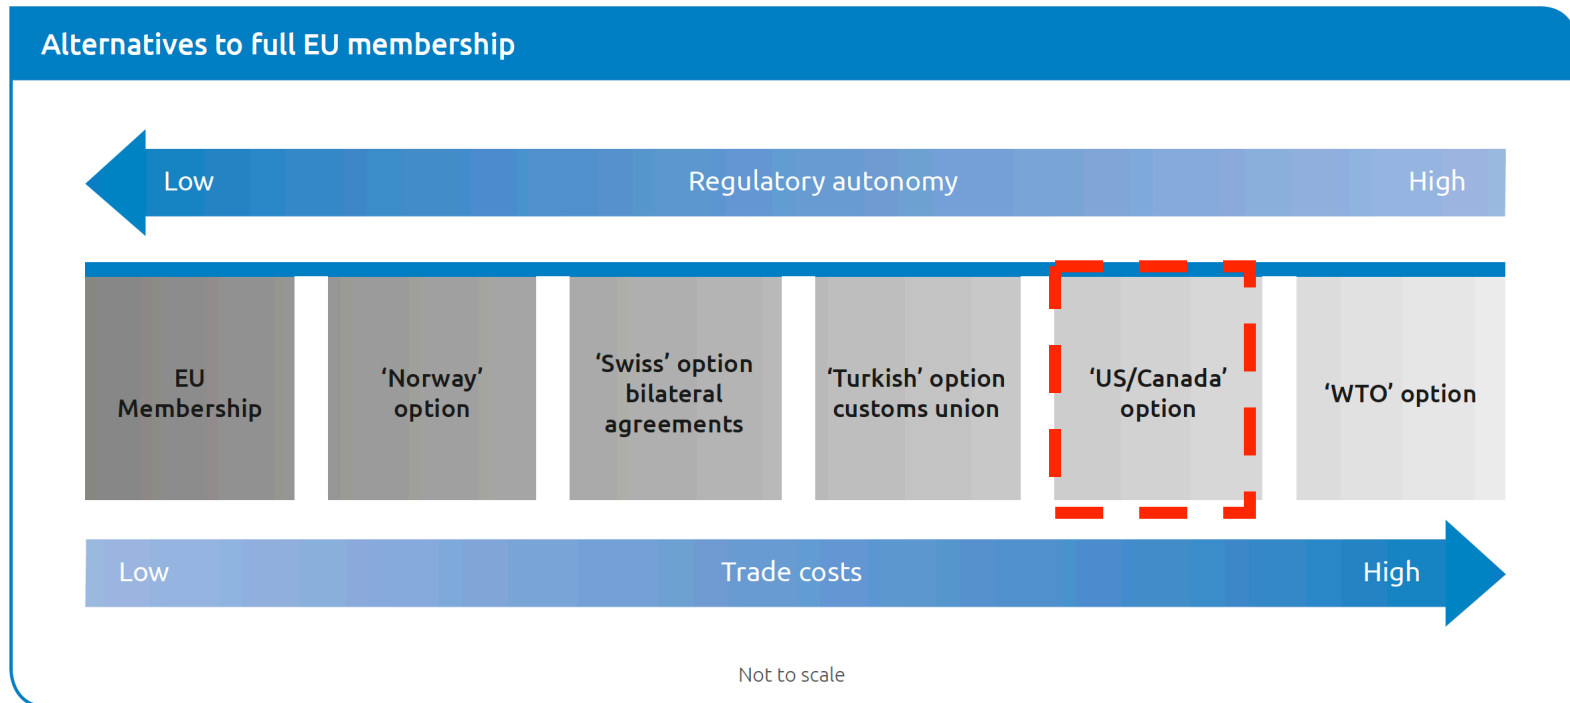 Alternatives to full EU membership
Low Regulatory autonomy High
EU
Membership
‘Norway’
option
‘Swiss’ option
bilateral
agreements
‘Turkish’ option
customs union
‘US/Canada’
option
‘WTO’ option
Low Trade costs High
Not to scale